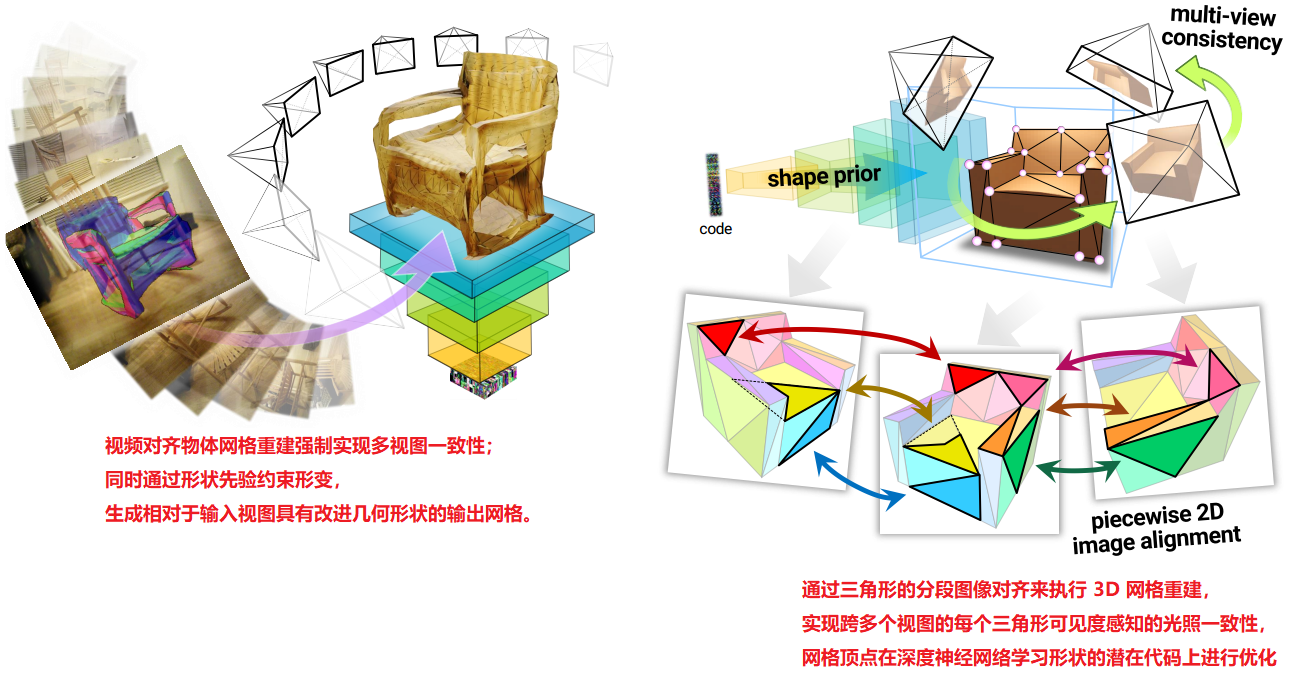 multi-view
consistency
shape prior
code
piecewise 2D
image alignment
视频对齐物体网格重建强制实现多视图一致性；
同时通过形状先验约束形变，
生成相对于输入视图具有改进几何形状的输出网格。
通过三角形的分段图像对齐来执行 3D 网格重建，
实现跨多个视图的每个三角形可见度感知的光照一致性，
网格顶点在深度神经网络学习形状的潜在代码上进行优化